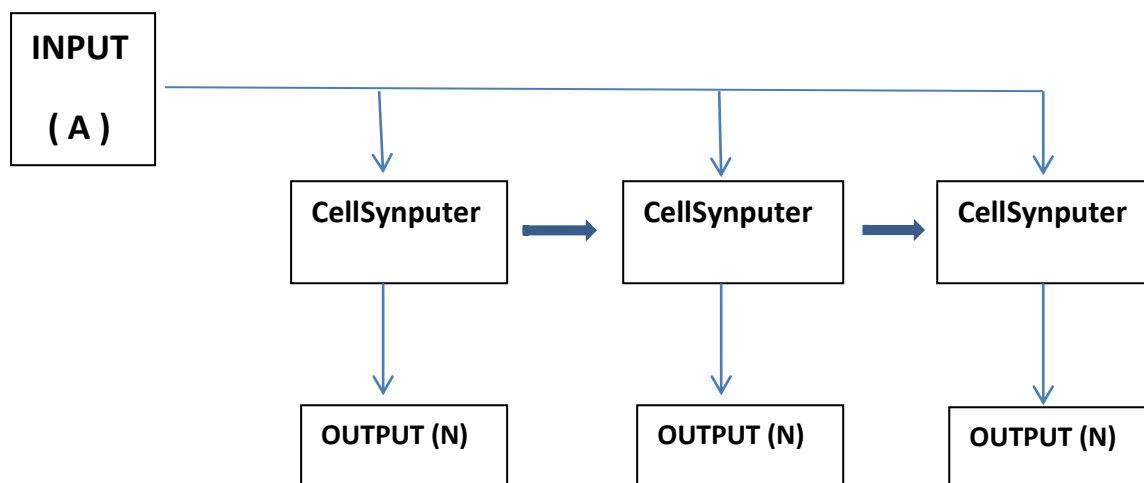 INPUT
( A )
CellSynputer
CellSynputer
CellSynputer
OUTPUT (N)
OUTPUT (N)
OUTPUT (N)